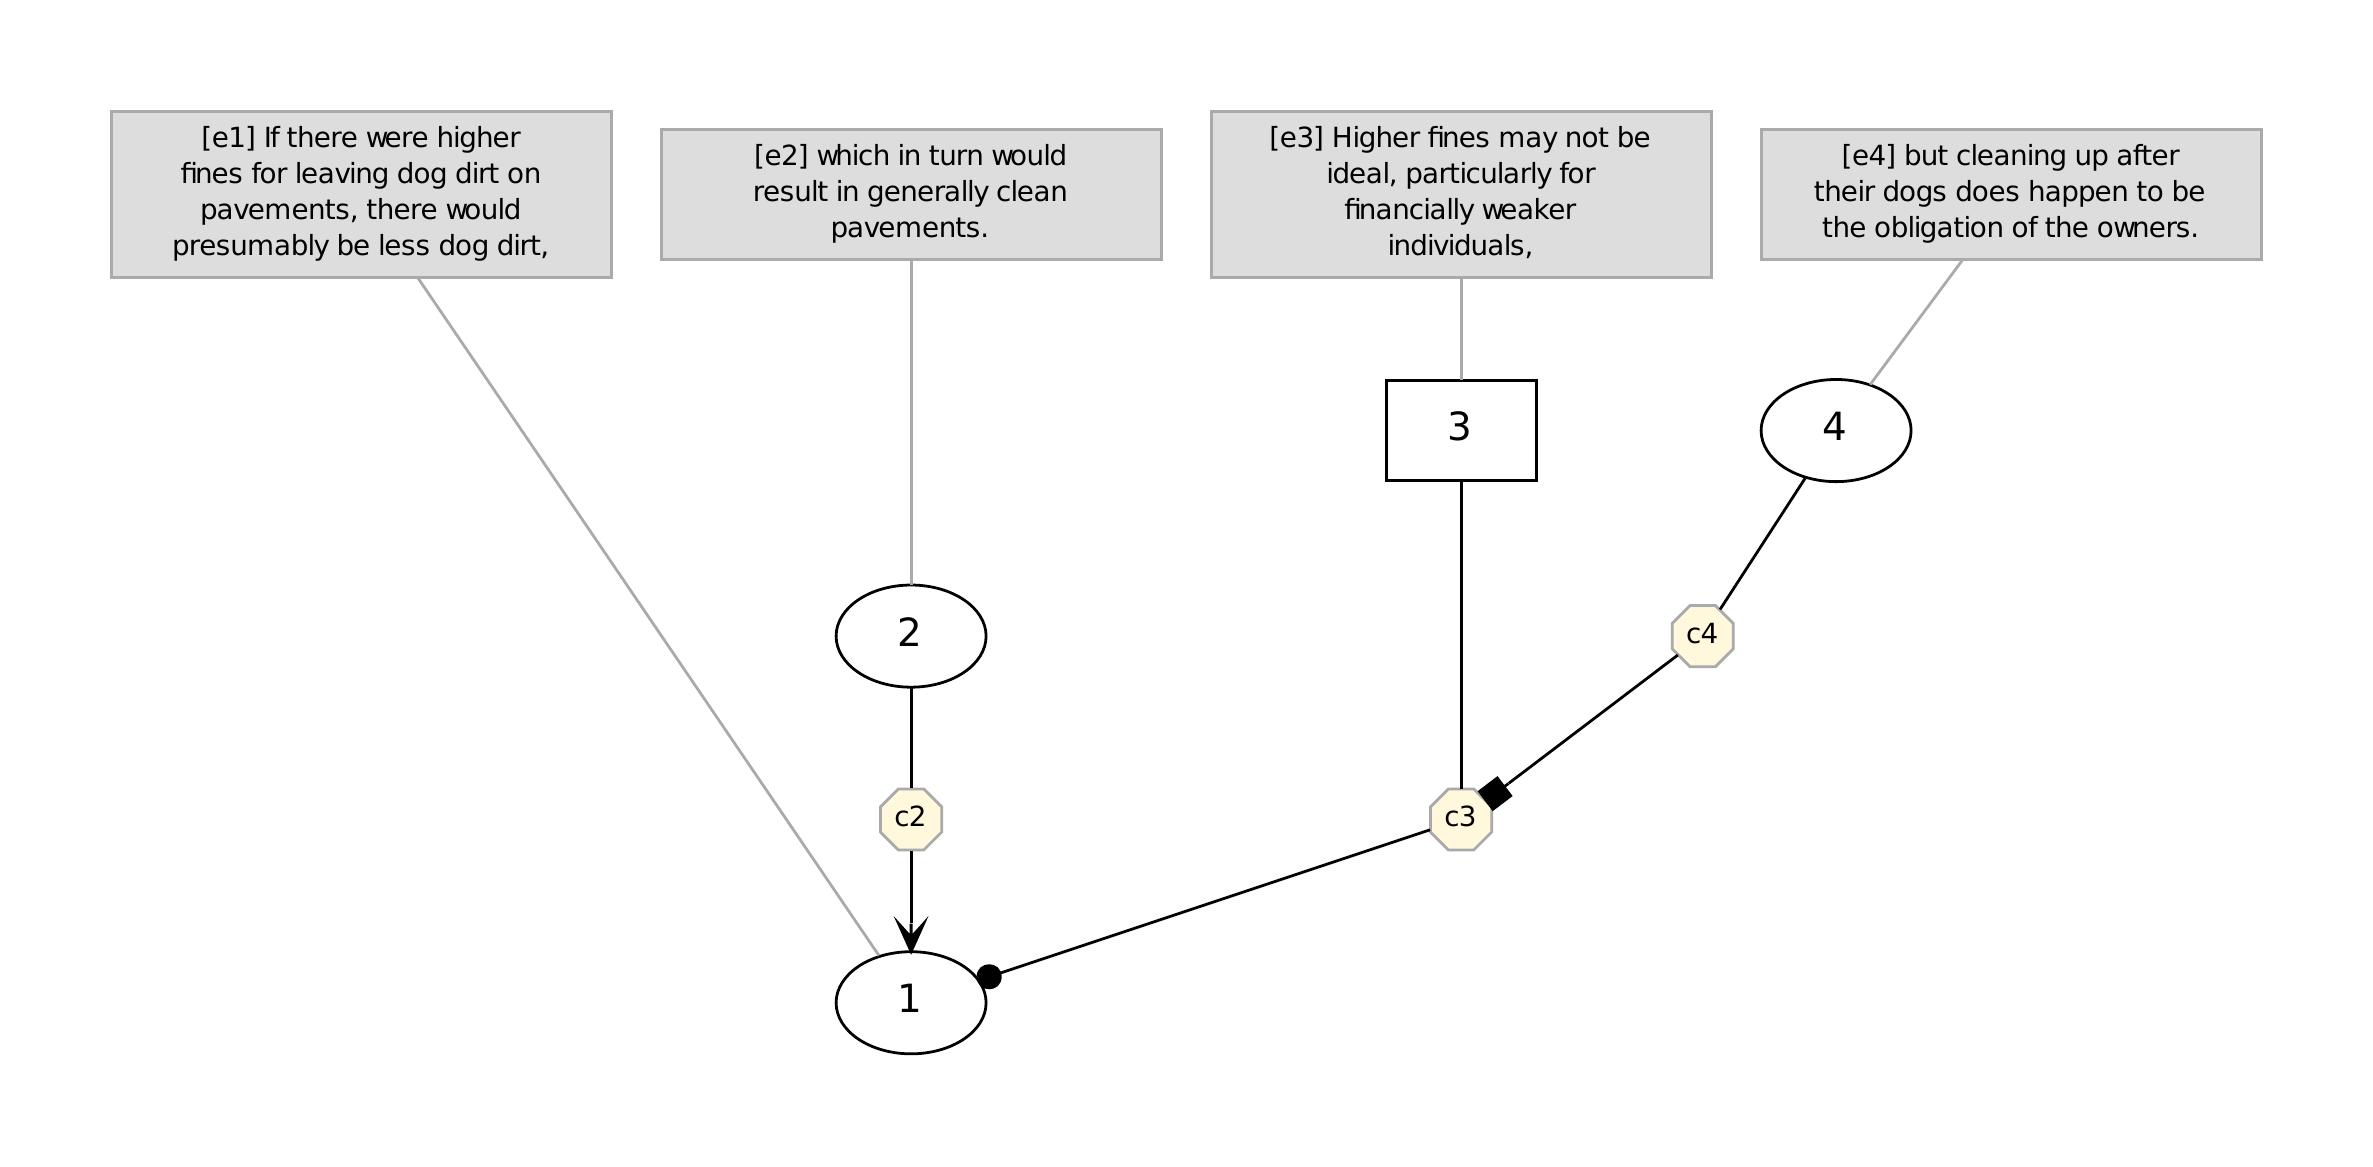 [e1] If there were higher
fines for leaving dog dirt on
pavements, there would
presumably be less dog dirt,
[e2] which in turn would
result in generally clean
pavements.
[e3] Higher fines may not be
ideal, particularly for
financially weaker
individuals,
[e4] but cleaning up after
their dogs does happen to be
the obligation of the owners.
3
4
2
c4
c2
c3
1